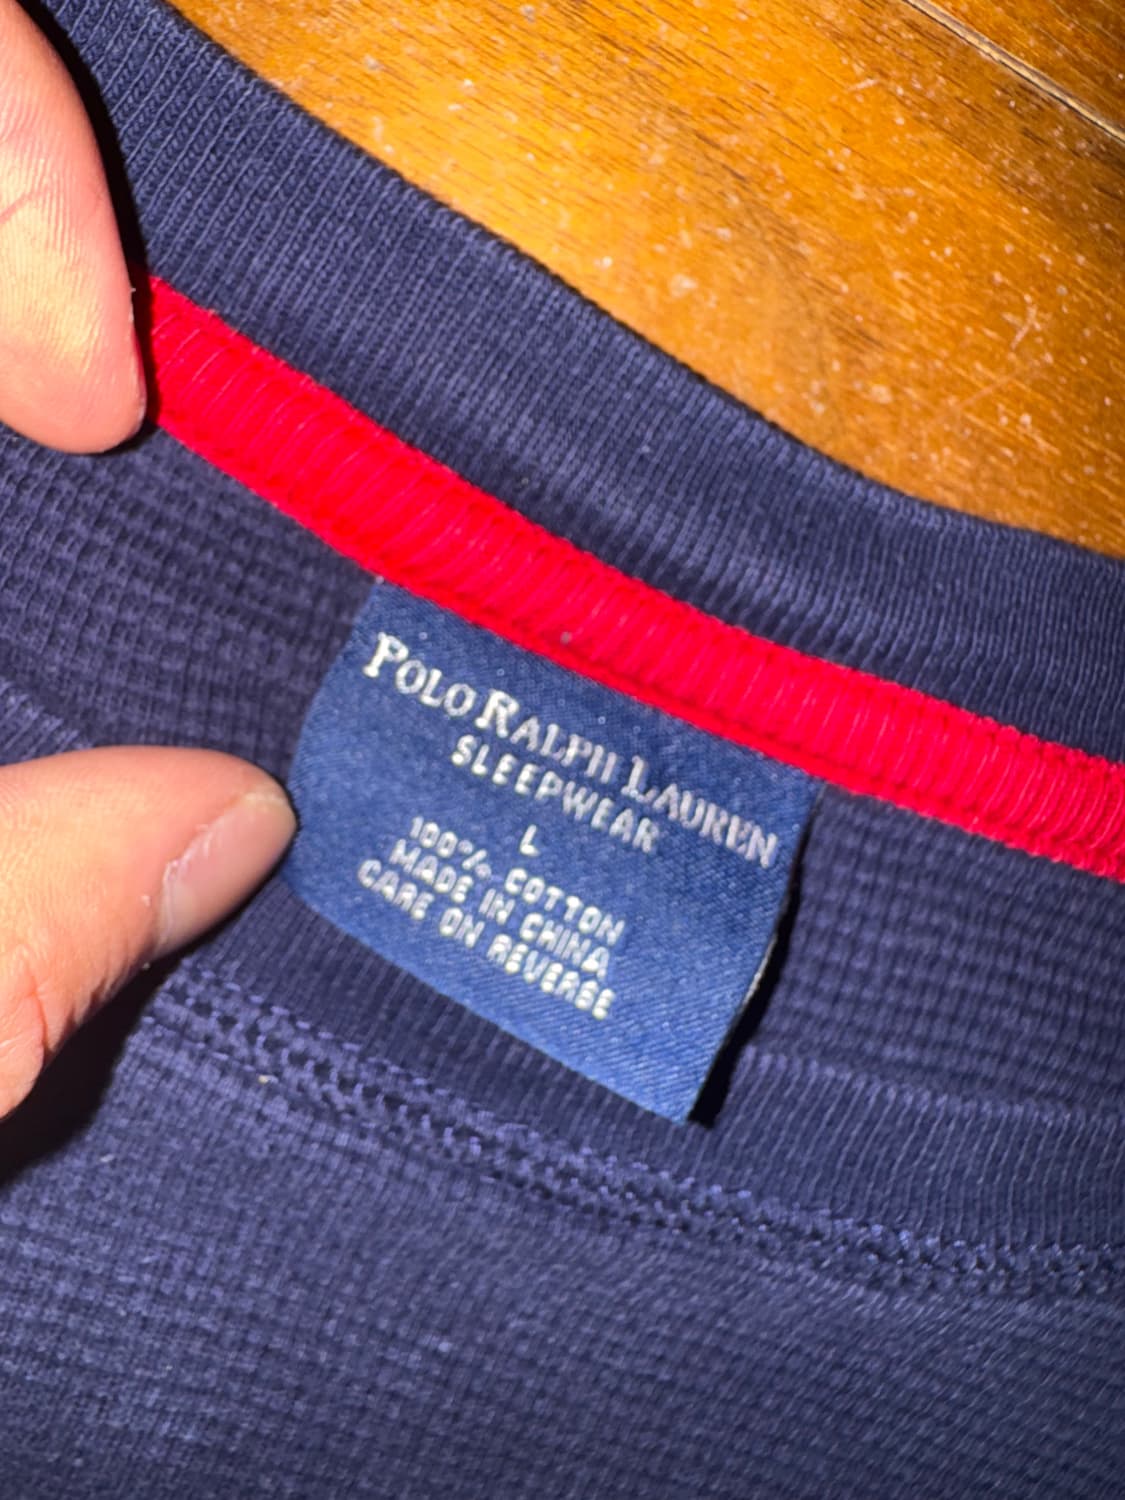 POLO RALPH LAUREN
SLEEPWEAR
L
100% COTTON
MADE IN CHINA
CARE ON REVERSE